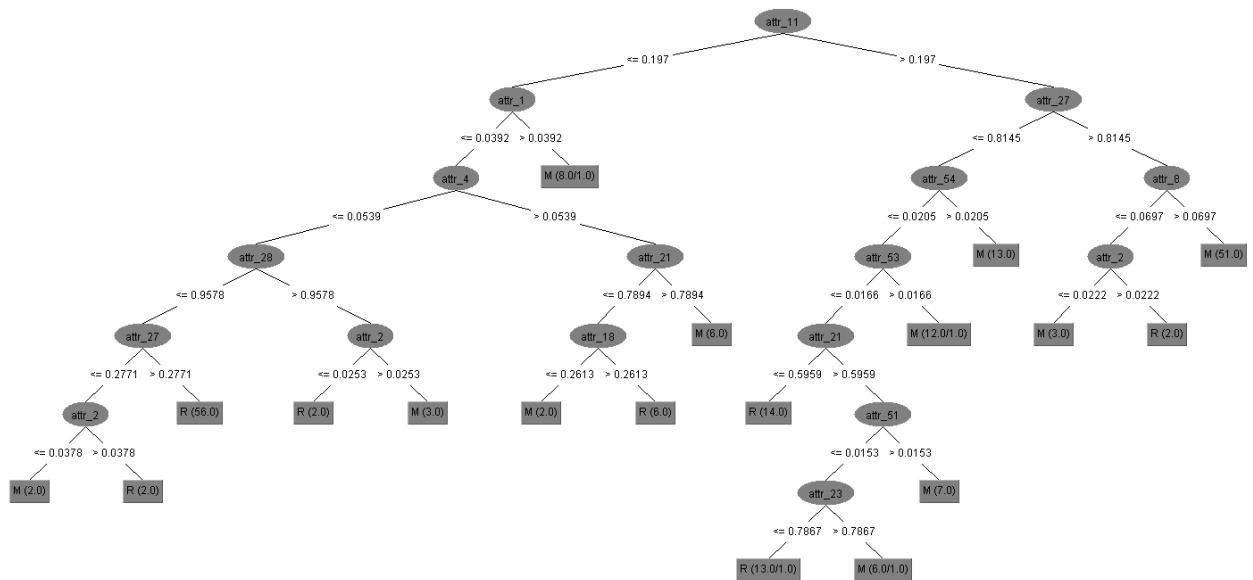 attr_11
<= 0.197 > 0.197
attr_1 attr_27
<= 0.0392 > 0.0392 <= 0.8145 > 0.8145
attr_4 M (8.0/1.0) attr_54 attr_8
<= 0.0539 > 0.0539 <= 0.0205 > 0.0205 <= 0.0697 > 0.0697
attr_28 attr_21 attr_53 M (13.0) attr_2 M (51.0)
<= 0.9578 > 0.9578 <= 0.7894 > 0.7894 <= 0.0166 > 0.0166 <= 0.0222 > 0.0222
attr_27 attr_2 attr_18 M (6.0) attr_21 M (12.0/1.0) M (3.0) R (2.0)
<= 0.2771 > 0.2771 <= 0.0253 > 0.0253 <= 0.2613 > 0.2613 <= 0.5959 > 0.5959
attr_2 R (56.0) R (2.0) M (3.0) M (2.0) R (6.0) R (14.0) attr_51
<= 0.0378 > 0.0378 <= 0.0153 > 0.0153
M (2.0) R (2.0) attr_23 M (7.0)
<= 0.7867 > 0.7867
R (13.0/1.0) M (6.0/1.0)